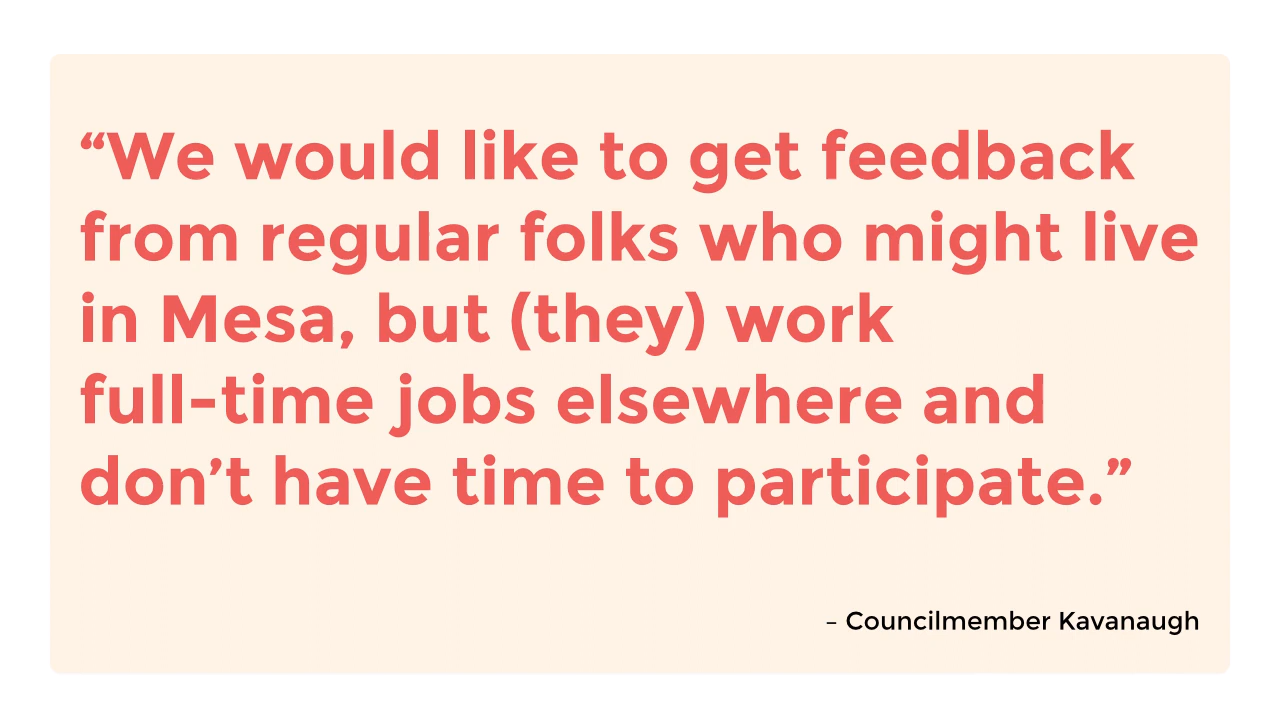 “We would like to get feedback
from regular folks who might live
in Mesa, but (they) work
full-time jobs elsewhere and
don’t have time to participate.”
– Councilmember Kavanaugh